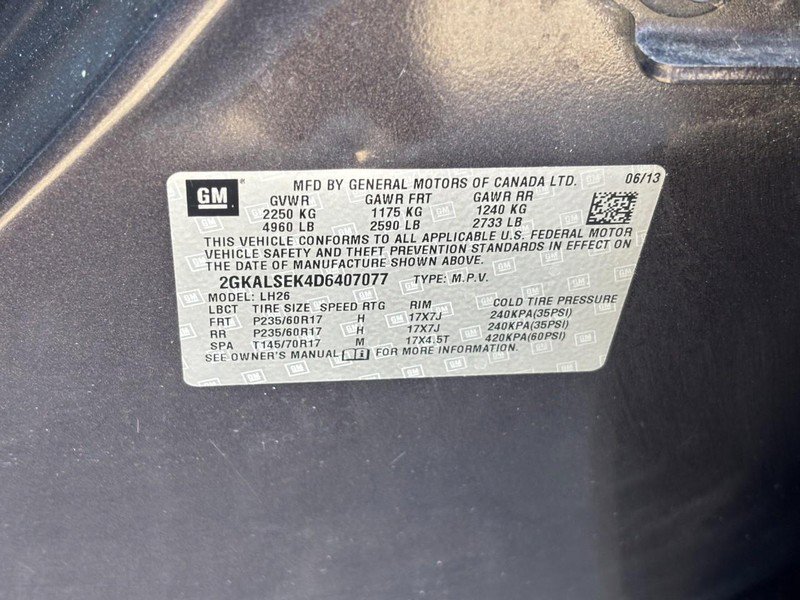 GM
MFD BY GENERAL MOTORS OF CANADA LTD. 06/13
GVWR GAWR FRT GAWR RR
2250 KG 1175 KG 1240 KG
4960 LB 2590 LB 2733 LB
THIS VEHICLE CONFORMS TO ALL APPLICABLE U.S. FEDERAL MOTOR
VEHICLE SAFETY AND THEFT PREVENTION STANDARDS IN EFFECT ON
THE DATE OF MANUFACTURE SHOWN ABOVE.
2GKALSEK4D6407077 TYPE: M.P.V.
MODEL: LH26
LBCT TIRE SIZE SPEED RTG RIM COLD TIRE PRESSURE
FRT P235/60R17 H 17X7J 240KPA(35PSI)
RR P235/60R17 H 17X7J 240KPA(35PSI)
SPA T145/70R17 M 17X4.5T 420KPA(60PSI)
SEE OWNER'S MANUAL FOR MORE INFORMATION.